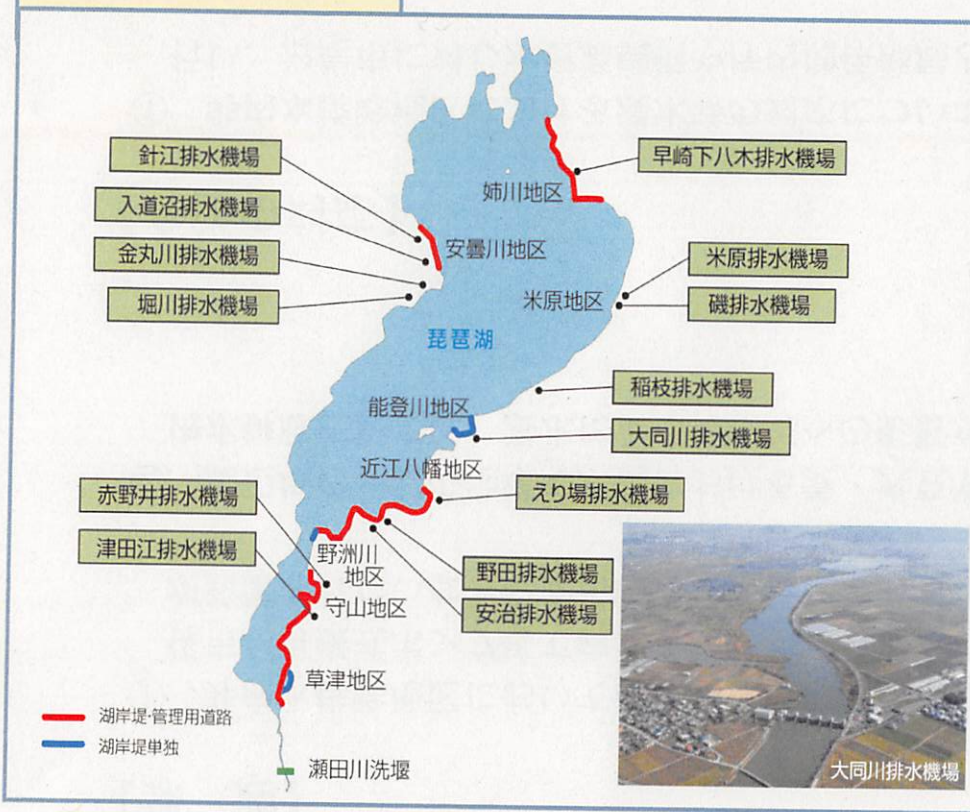 針江排水機場
入道沼排水機場
金丸川排水機場
堀川排水機場
早崎下八木排水機場
姉川地区
安曇川地区
米原排水機場
米原地区
磯排水機場
琵琶湖
稲枝排水機場
能登川地区
大同川排水機場
近江八幡地区
赤野井排水機場
えり場排水機場
津田江排水機場
野洲川
地区
野田排水機場
守山地区
安治排水機場
草津地区
湖岸堤・管理用道路
湖岸堤単独
瀬田川洗堰
大同川排水機場